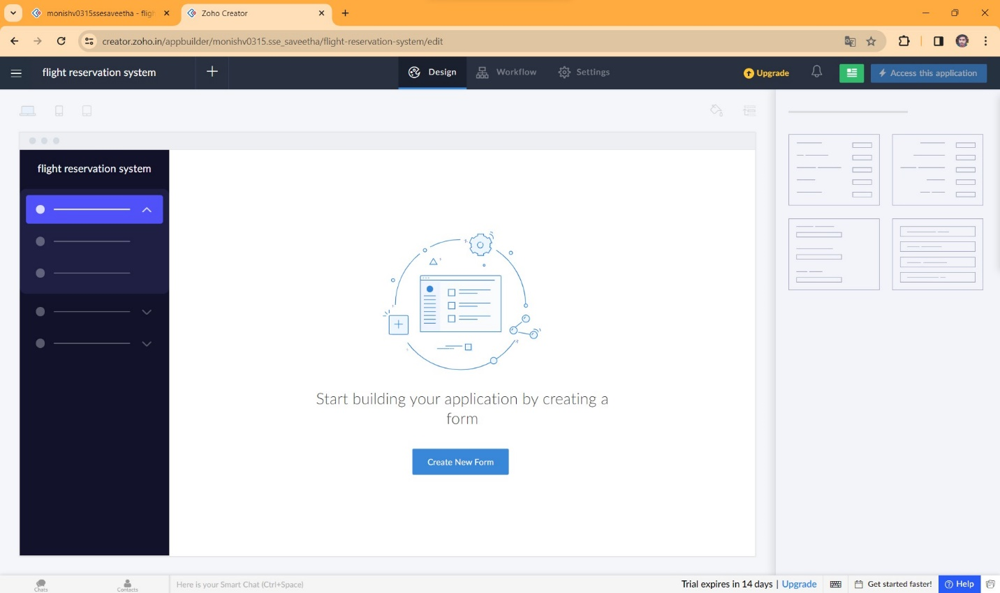 monishv0315ssesaveetha - fligh
Zoho Creator
creator.zoho.in/appbuilder/monishv0315.sse_saveetha/flight-reservation-system/edit
flight reservation system
Design
Workflow
Settings
Upgrade
Access this application
flight reservation system
Start building your application by creating a
form
Create New Form
Chats
Contacts
Here is your Smart Chat (Ctrl+Space)
Trial expires in 14 days | Upgrade
Get started faster!
Help